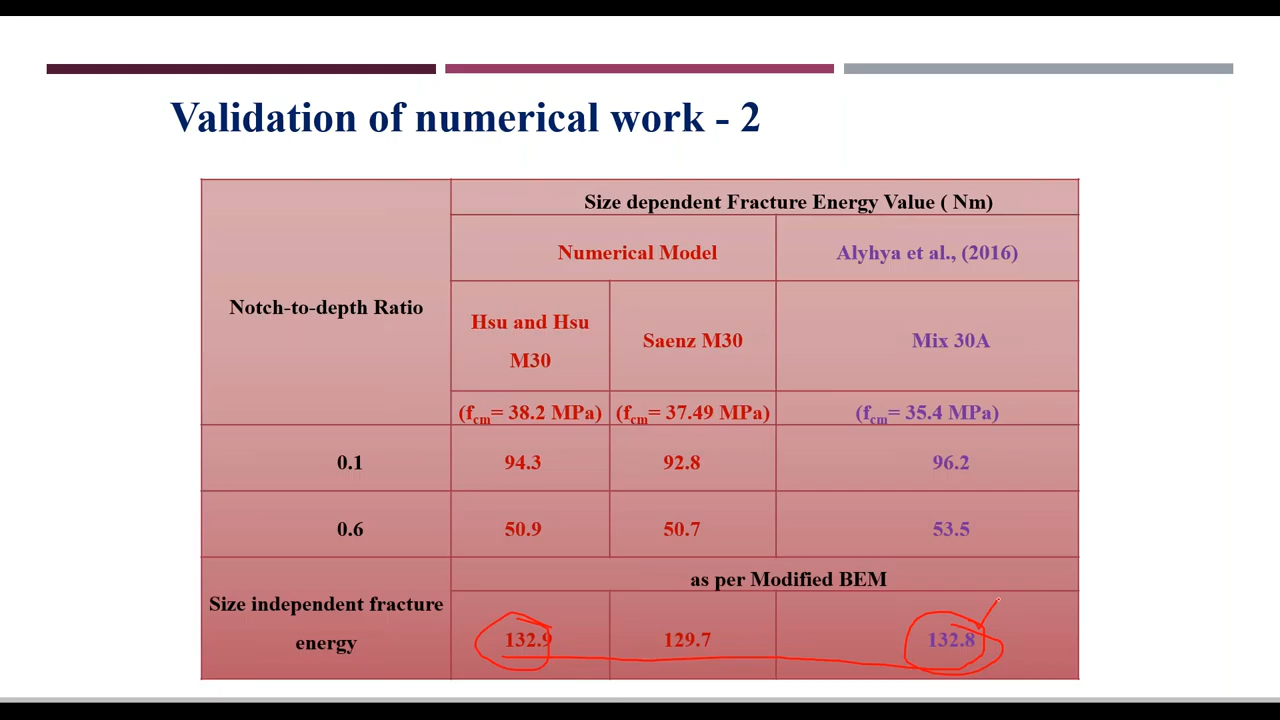 Validation of numerical work - 2
Size dependent Fracture Energy Value ( Nm)
Notch-to-depth Ratio
Numerical Model
Alyhya et al., (2016)
Hsu and Hsu
M30
Saenz M30
Mix 30A
(fcm= 38.2 MPa)
(fcm= 37.49 MPa)
(fcm= 35.4 MPa)
0.1
94.3
92.8
96.2
0.6
50.9
50.7
53.5
Size independent fracture
energy
as per Modified BEM
132.9
129.7
132.8